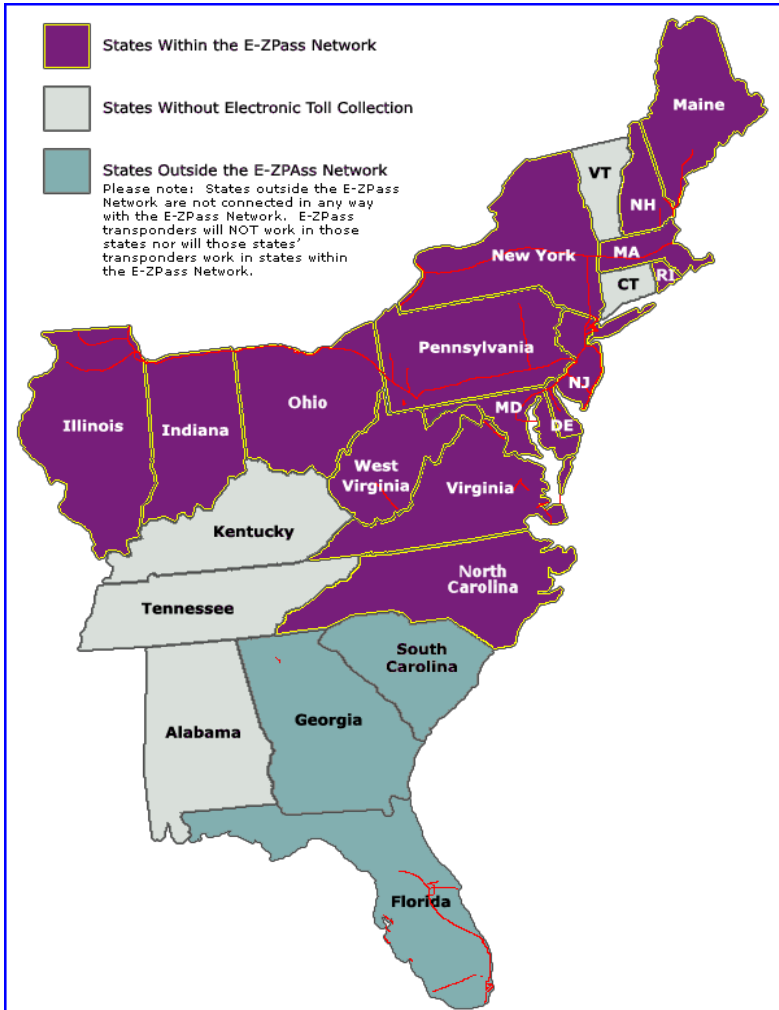 States Within the E-ZPass Network
States Without Electronic Toll Collection
States Outside the E-ZPAss Network
Please note: States outside the E-ZPass
Network are not connected in any way
with the E-ZPass Network. E-ZPass
transponders will NOT work in those
states nor will those states'
transponders work in states within
the E-ZPass Network.
Maine
VT
NH
New York
MA
CT
RI
Pennsylvania
NJ
Ohio
MD
DE
Illinois
Indiana
West
Virginia
Virginia
Kentucky
North
Carolina
Tennessee
South
Carolina
Georgia
Alabama
Florida